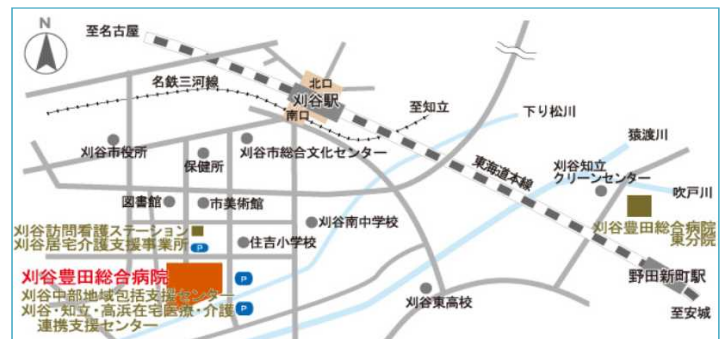 N
至名古屋
名鉄三河線
北口
刈谷駅
南口
至知立
下り松川
猿渡川
刈谷市役所
保健所
刈谷市総合文化センター
東海道本線
刈谷知立
クリーンセンター
吹戸川
図書館
市美術館
刈谷南中学校
刈谷訪問看護ステーション
刈谷居宅介護支援事業所
P
住吉小学校
刈谷豊田総合病院
東分院
刈谷豊田総合病院
P
刈谷中部地域包括支援センター
刈谷・知立・高浜在宅医療・介護
連携支援センター
P
刈谷東高校
野田新町駅
至安城